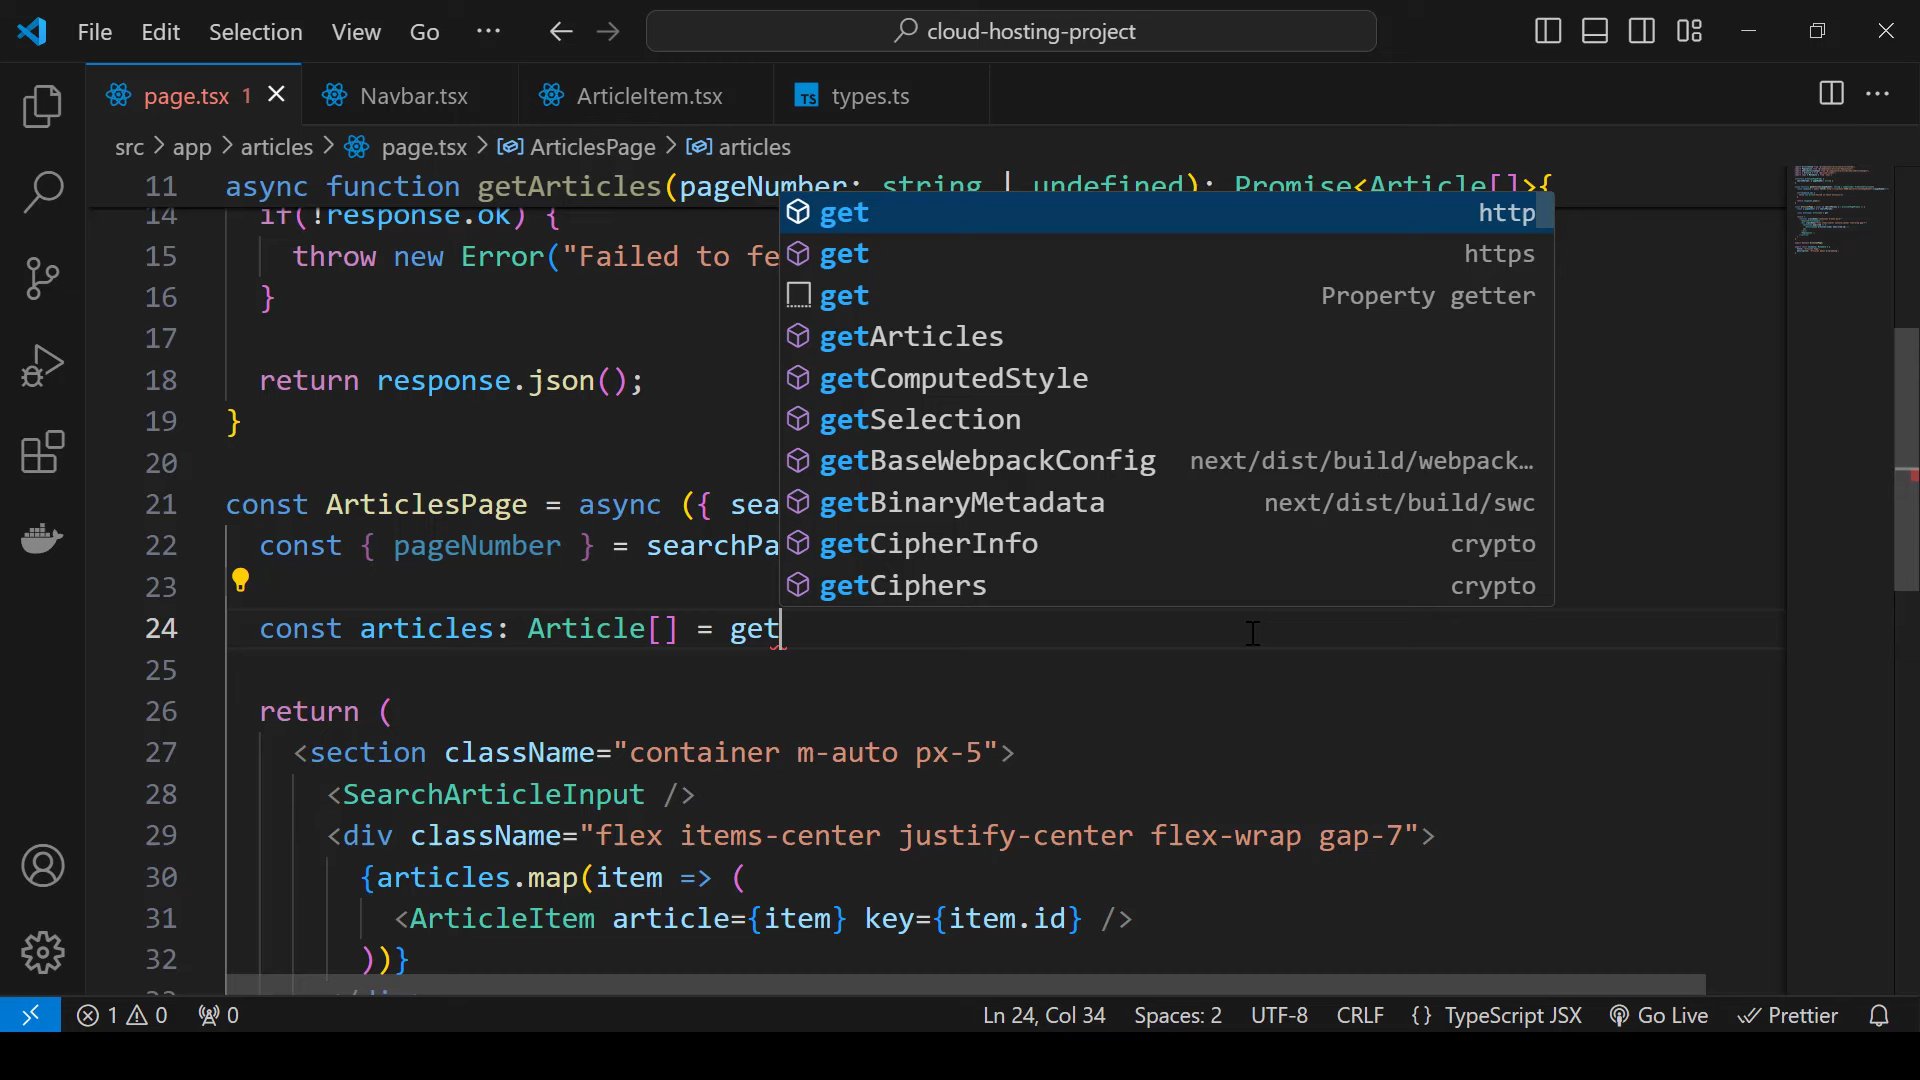 File Edit Selection View Go ··· cloud-hosting-project
page.tsx 1 Navbar.tsx ArticleItem.tsx types.ts
src > app > articles > page.tsx > ArticlesPage > articles
11 async function getArticles(pageNumber: string | undefined): Promise<Article[]>{
14 if(!response.ok) {
15 throw new Error("Failed to fe
16 }
17
18 return response.json();
19 }
20
21 const ArticlesPage = async ({ sea
22 const { pageNumber } = searchPa
23
24 const articles: Article[] = get
25
26 return (
27 <section className="container m-auto px-5">
28 <SearchArticleInput />
29 <div className="flex items-center justify-center flex-wrap gap-7">
30 {articles.map(item => (
31 <ArticleItem article={item} key={item.id} />
32 ))}
get http
get https
get Property getter
getArticles
getComputedStyle
getSelection
getBaseWebpackConfig next/dist/build/webpack…
getBinaryMetadata next/dist/build/swc
getCipherInfo crypto
getCiphers crypto
1 0 0 Ln 24, Col 34 Spaces: 2 UTF-8 CRLF {} TypeScript JSX Go Live Prettier